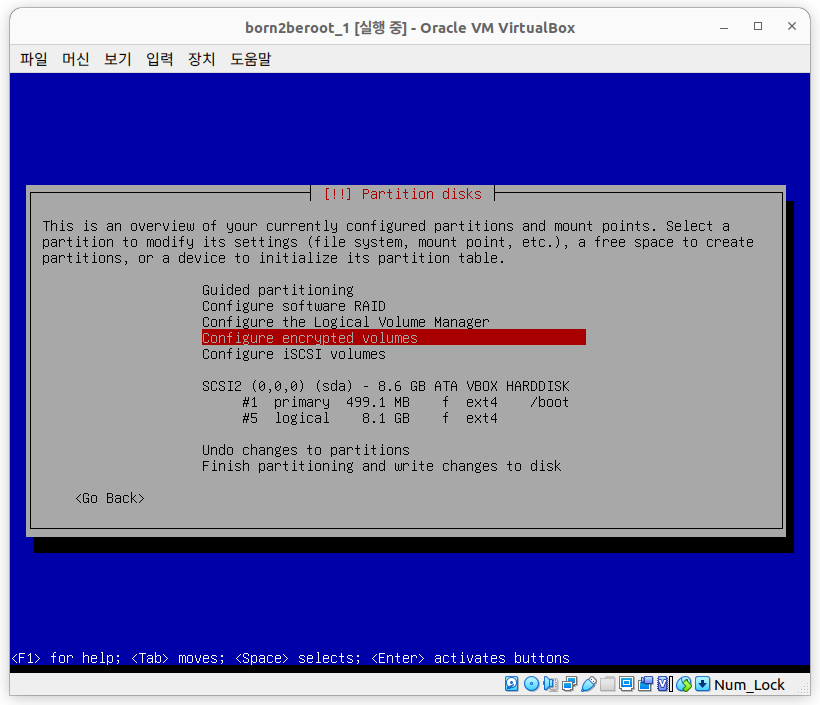 born2beroot_1 [실행 중] - Oracle VM VirtualBox
파일 머신 보기 입력 장치 도움말
[!!] Partition disks
This is an overview of your currently configured partitions and mount points. Select a
partition to modify its settings (file system, mount point, etc.), a free space to create
partitions, or a device to initialize its partition table.
Guided partitioning
Configure software RAID
Configure the Logical Volume Manager
Configure encrypted volumes
Configure iSCSI volumes
SCSI2 (0,0,0) (sda) - 8.6 GB ATA VBOX HARDDISK
#1 primary 499.1 MB f ext4 /boot
#5 logical 8.1 GB f ext4
Undo changes to partitions
Finish partitioning and write changes to disk
<Go Back>
<F1> for help; <Tab> moves; <Space> selects; <Enter> activates buttons
Num_Lock